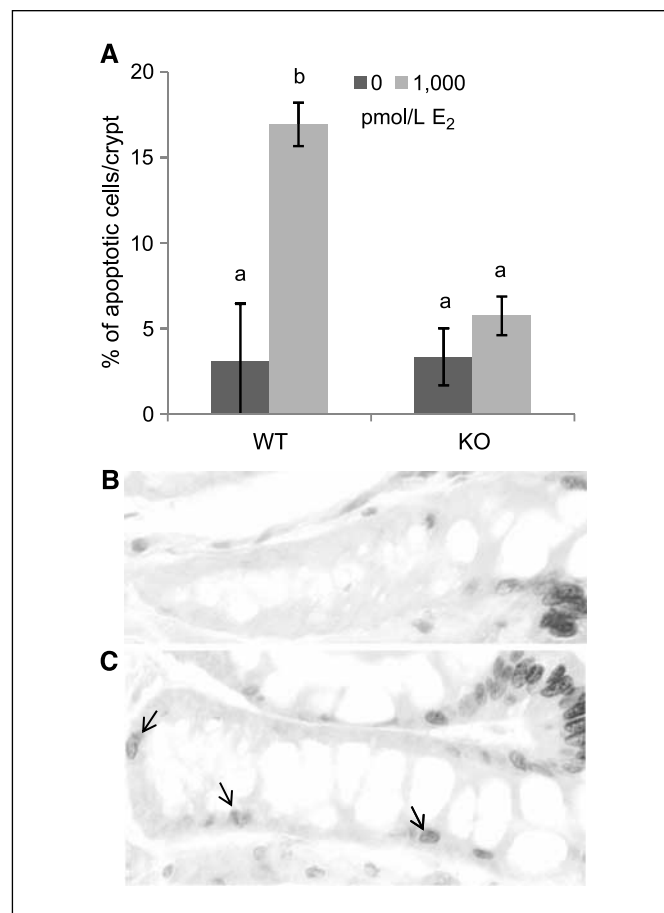 A
% of apoptotic cells/crypt
20
15
10
5
0
a
b
a
a
0 1,000
pmol/L E₂
WT KO
B
C